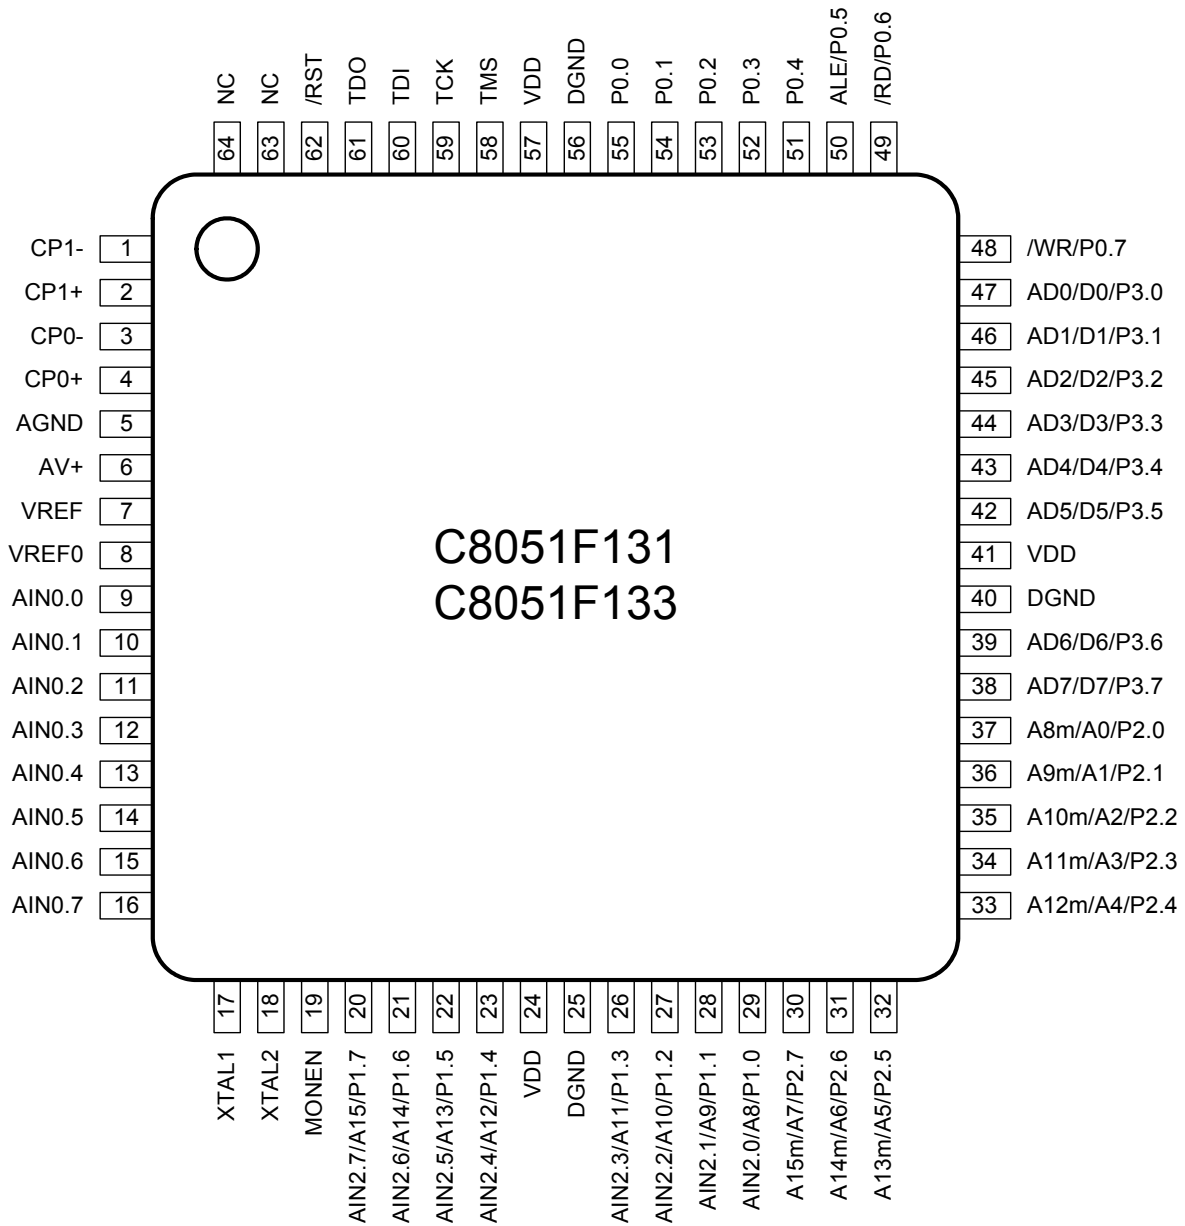 NC
NC
/RST
TDO
TDI
TCK
TMS
VDD
DGND
P0.0
P0.1
P0.2
P0.3
P0.4
ALE/P0.5
/RD/P0.6
64
63
62
61
60
59
58
57
56
55
54
53
52
51
50
49
CP1- 1
CP1+ 2
CP0- 3
CP0+ 4
AGND 5
AV+ 6
VREF 7
VREF0 8
AIN0.0 9
AIN0.1 10
AIN0.2 11
AIN0.3 12
AIN0.4 13
AIN0.5 14
AIN0.6 15
AIN0.7 16
C8051F131
C8051F133
48 /WR/P0.7
47 AD0/D0/P3.0
46 AD1/D1/P3.1
45 AD2/D2/P3.2
44 AD3/D3/P3.3
43 AD4/D4/P3.4
42 AD5/D5/P3.5
41 VDD
40 DGND
39 AD6/D6/P3.6
38 AD7/D7/P3.7
37 A8m/A0/P2.0
36 A9m/A1/P2.1
35 A10m/A2/P2.2
34 A11m/A3/P2.3
33 A12m/A4/P2.4
17
18
19
20
21
22
23
24
25
26
27
28
29
30
31
32
XTAL1
XTAL2
MONEN
AIN2.7/A15/P1.7
AIN2.6/A14/P1.6
AIN2.5/A13/P1.5
AIN2.4/A12/P1.4
VDD
DGND
AIN2.3/A11/P1.3
AIN2.2/A10/P1.2
AIN2.1/A9/P1.1
AIN2.0/A8/P1.0
A15m/A7/P2.7
A14m/A6/P2.6
A13m/A5/P2.5